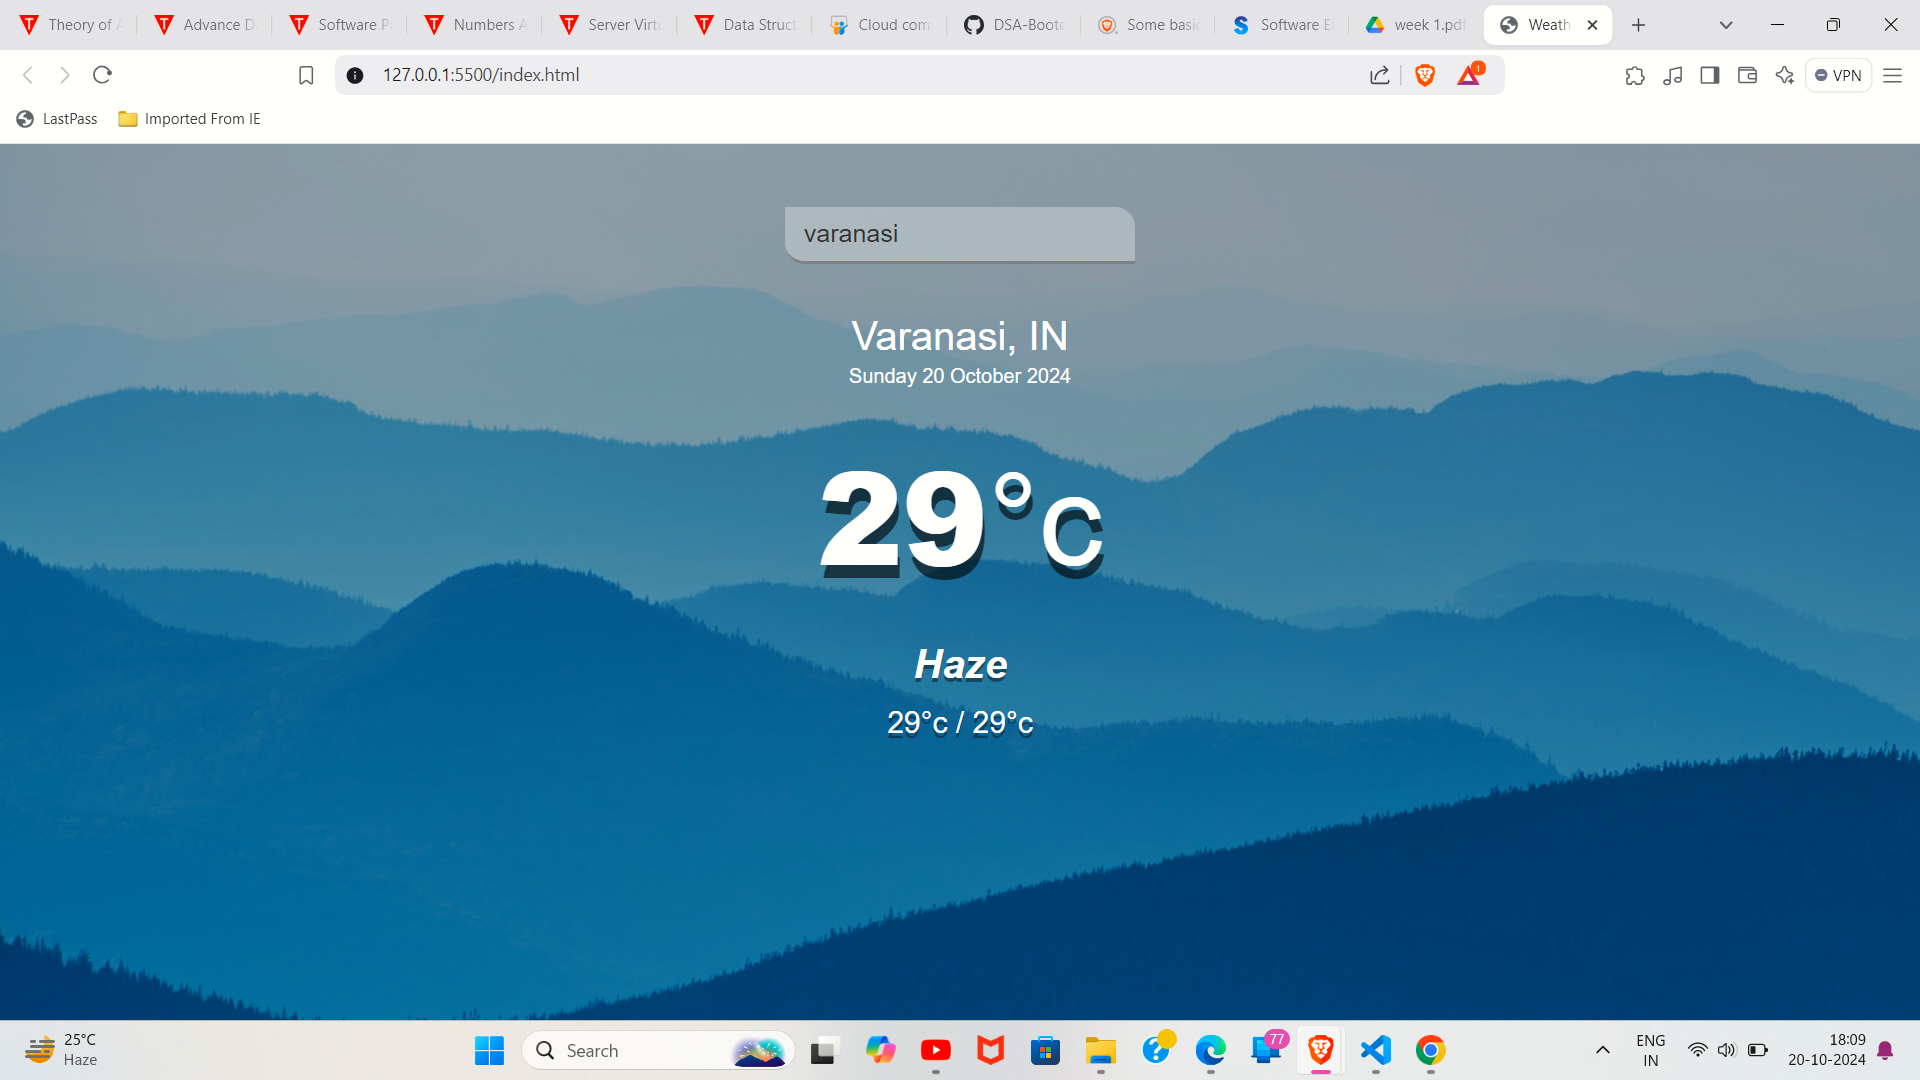 Theory of A
Advance D
Software P
Numbers A
Server Virtu
Data Struct
Cloud com
DSA-Bootc
Some basic
Software E
week 1.pdf
Weath
127.0.0.1:5500/index.html
1
VPN
LastPass
Imported From IE
varanasi
Varanasi, IN
Sunday 20 October 2024
29°c
Haze
29°c / 29°c
25°C
Haze
Search
77
ENG
IN
18:09
20-10-2024